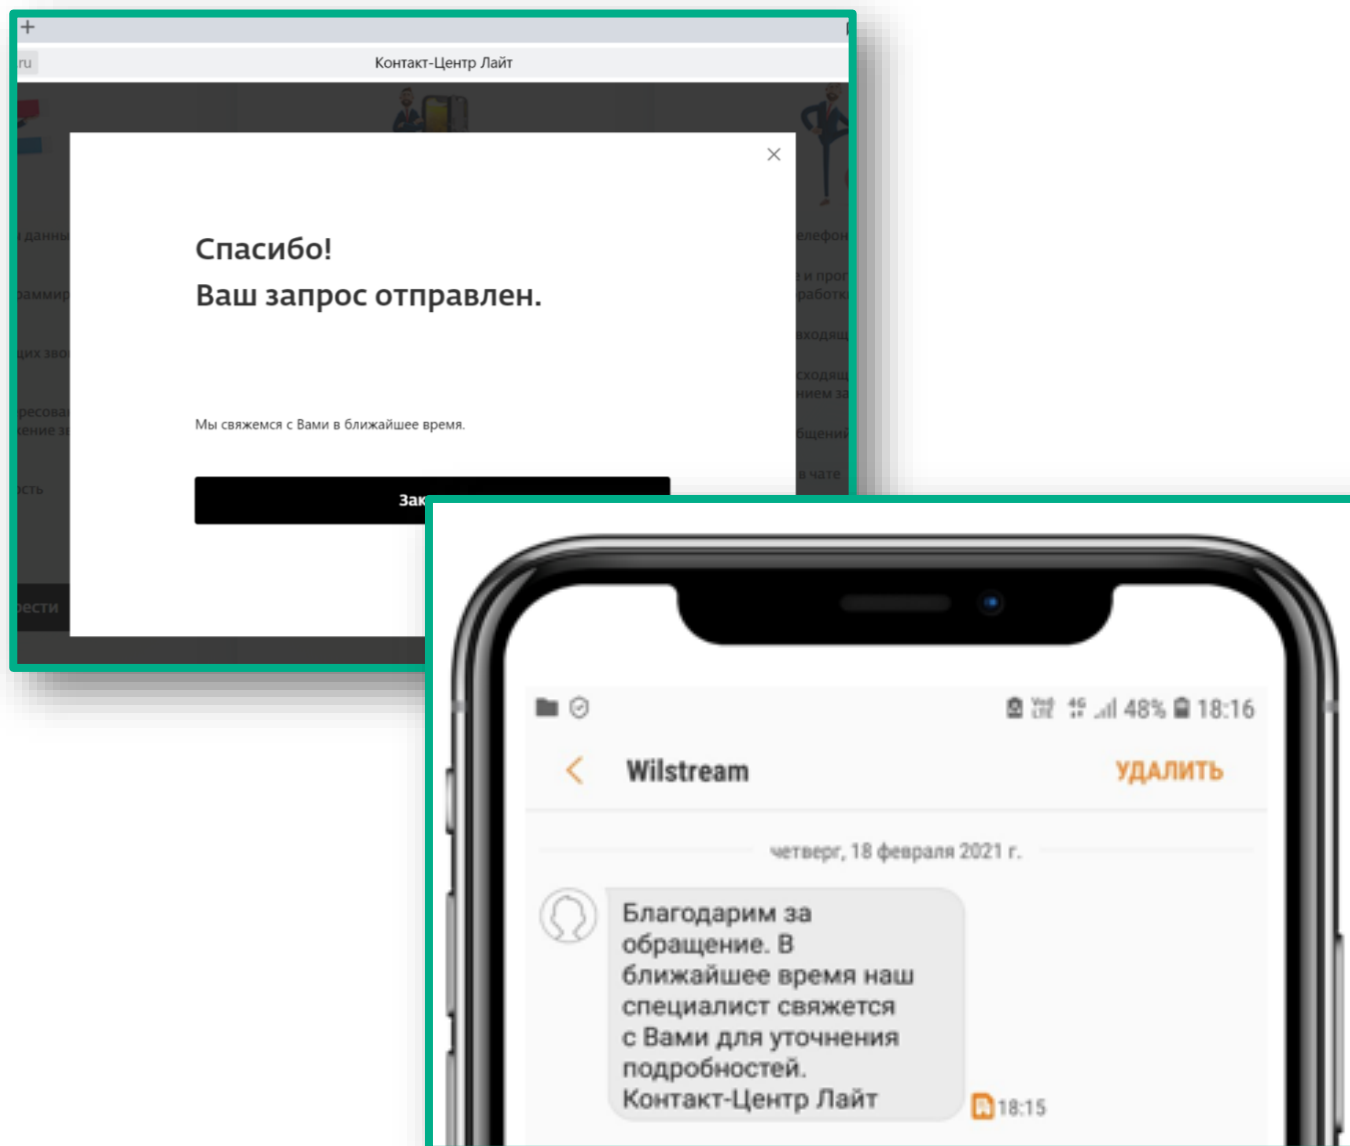 ru
Контакт-Центр Лайт
Спасибо!
Ваш запрос отправлен.
Мы свяжемся с Вами в ближайшее время.
48% 18:16
Wilstream
УДАЛИТЬ
четверг, 18 февраля 2021 г.
Благодарим за
обращение. В
ближайшее время наш
специалист свяжется
с Вами для уточнения
подробностей.
Контакт-Центр Лайт
18:15